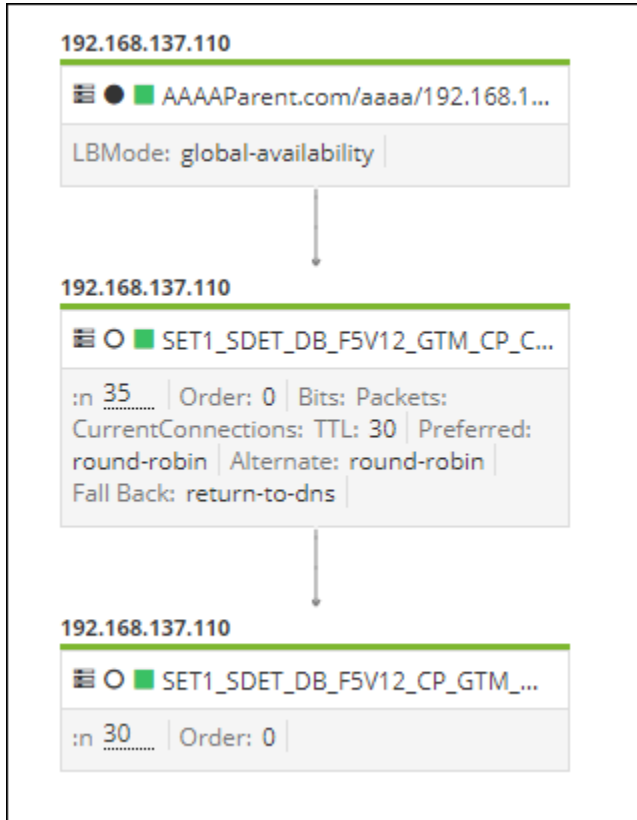 192.168.137.110
AAAAParent.com/aaaa/192.168.1...
LBMode: global-availability
192.168.137.110
SET1_SDET_DB_F5V12_GTM_CP_C...
:n 35 Order: 0 Bits: Packets:
CurrentConnections: TTL: 30 Preferred:
round-robin Alternate: round-robin
Fall Back: return-to-dns
192.168.137.110
SET1_SDET_DB_F5V12_CP_GTM_...
:n 30 Order: 0